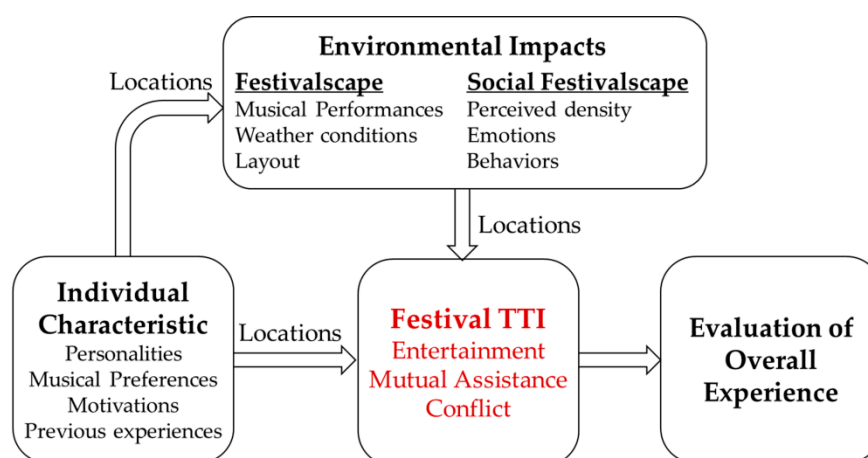 Environmental Impacts
Festivalscape
Musical Performances
Weather conditions
Layout
Social Festivalscape
Perceived density
Emotions
Behaviors
Locations
Locations
Individual
Characteristic
Personalities
Musical Preferences
Motivations
Previous experiences
Locations
Festival TTI
Entertainment
Mutual Assistance
Conflict
Evaluation of
Overall
Experience